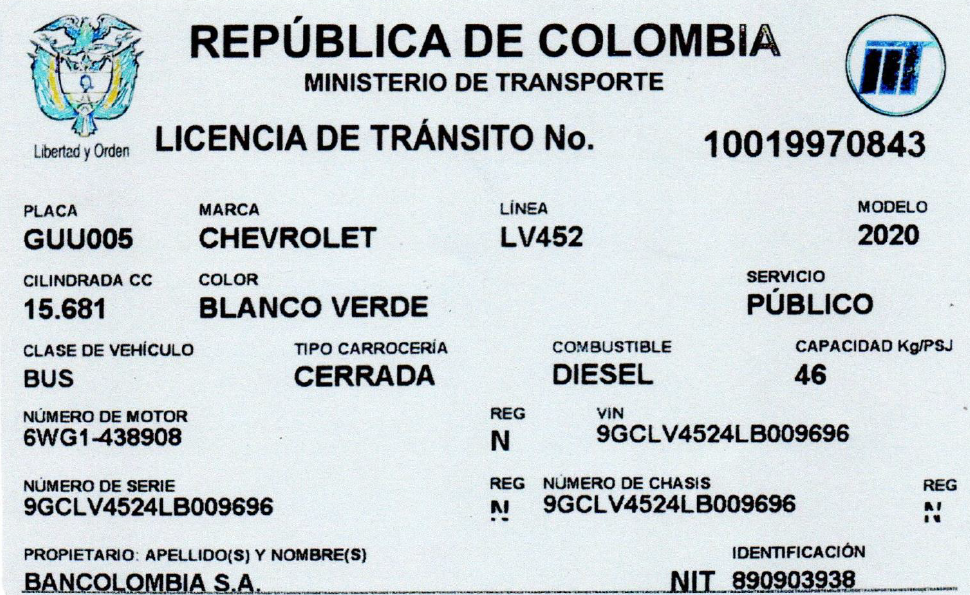 REPÚBLICA DE COLOMBIA
MINISTERIO DE TRANSPORTE
Libertad y Orden
LICENCIA DE TRÁNSITO No. 10019970843
PLACA MARCA LÍNEA MODELO
GUU005 CHEVROLET LV452 2020
CILINDRADA CC COLOR SERVICIO
15.681 BLANCO VERDE PÚBLICO
CLASE DE VEHÍCULO TIPO CARROCERÍA COMBUSTIBLE CAPACIDAD Kg/PSJ
BUS CERRADA DIESEL 46
NÚMERO DE MOTOR REG VIN
6WG1-438908 N 9GCLV4524LB009696
NÚMERO DE SERIE REG NÚMERO DE CHASIS REG
9GCLV4524LB009696 N 9GCLV4524LB009696 N
PROPIETARIO: APELLIDO(S) Y NOMBRE(S) IDENTIFICACIÓN
BANCOLOMBIA S.A. NIT 890903938